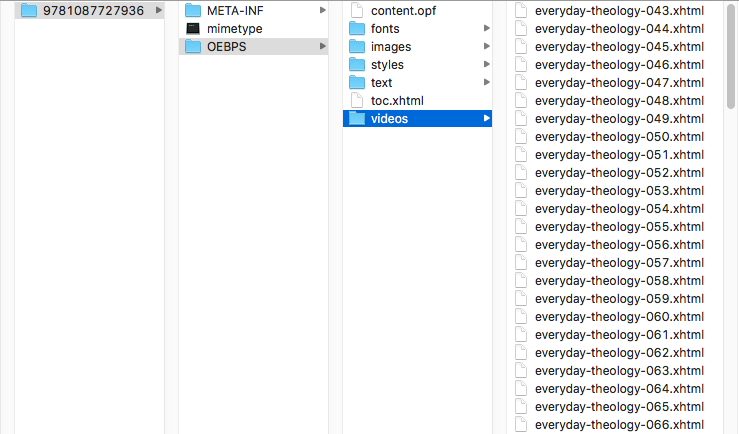 9781087727936
META-INF
mimetype
OEBPS
content.opf
fonts
images
styles
text
toc.xhtml
videos
everyday-theology-043.xhtml
everyday-theology-044.xhtml
everyday-theology-045.xhtml
everyday-theology-046.xhtml
everyday-theology-047.xhtml
everyday-theology-048.xhtml
everyday-theology-049.xhtml
everyday-theology-050.xhtml
everyday-theology-051.xhtml
everyday-theology-052.xhtml
everyday-theology-053.xhtml
everyday-theology-054.xhtml
everyday-theology-055.xhtml
everyday-theology-056.xhtml
everyday-theology-057.xhtml
everyday-theology-058.xhtml
everyday-theology-059.xhtml
everyday-theology-060.xhtml
everyday-theology-061.xhtml
everyday-theology-062.xhtml
everyday-theology-063.xhtml
everyday-theology-064.xhtml
everyday-theology-065.xhtml
everyday-theology-066.xhtml